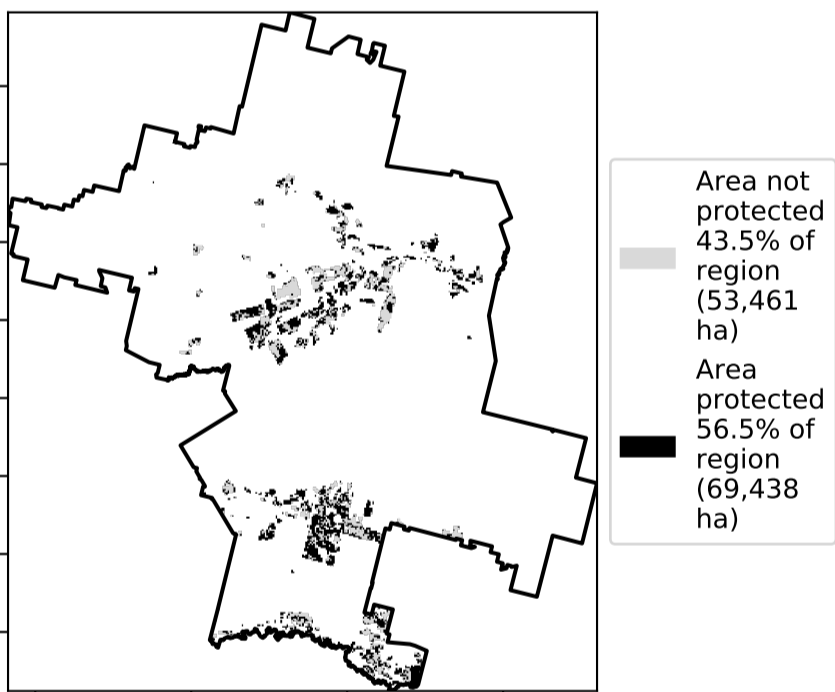 Area not
protected
43.5% of
region
(53,461
ha)
Area
protected
56.5% of
region
(69,438
ha)